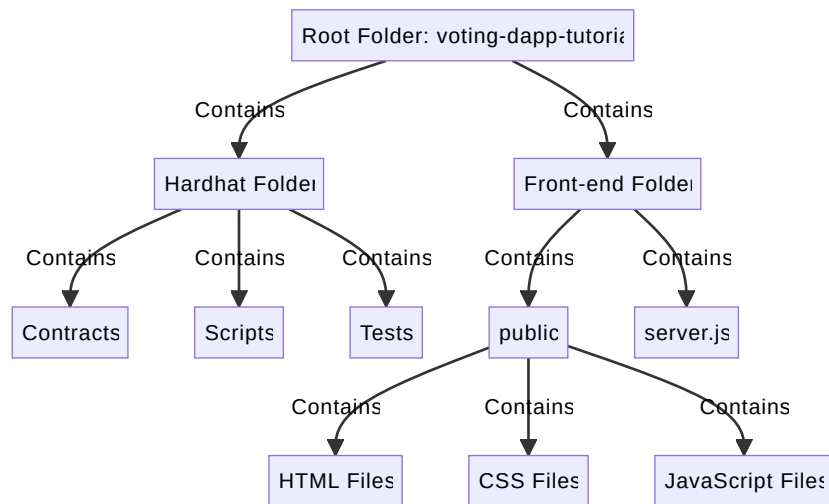 Root Folder: voting-dapp-tutoria
Contains
Contains
Hardhat Folder
Front-end Folder
Contains
Contains
Contains
Contains
Contains
Contracts
Scripts
Tests
public
server.js
Contains
Contains
Contains
HTML Files
CSS Files
JavaScript Files